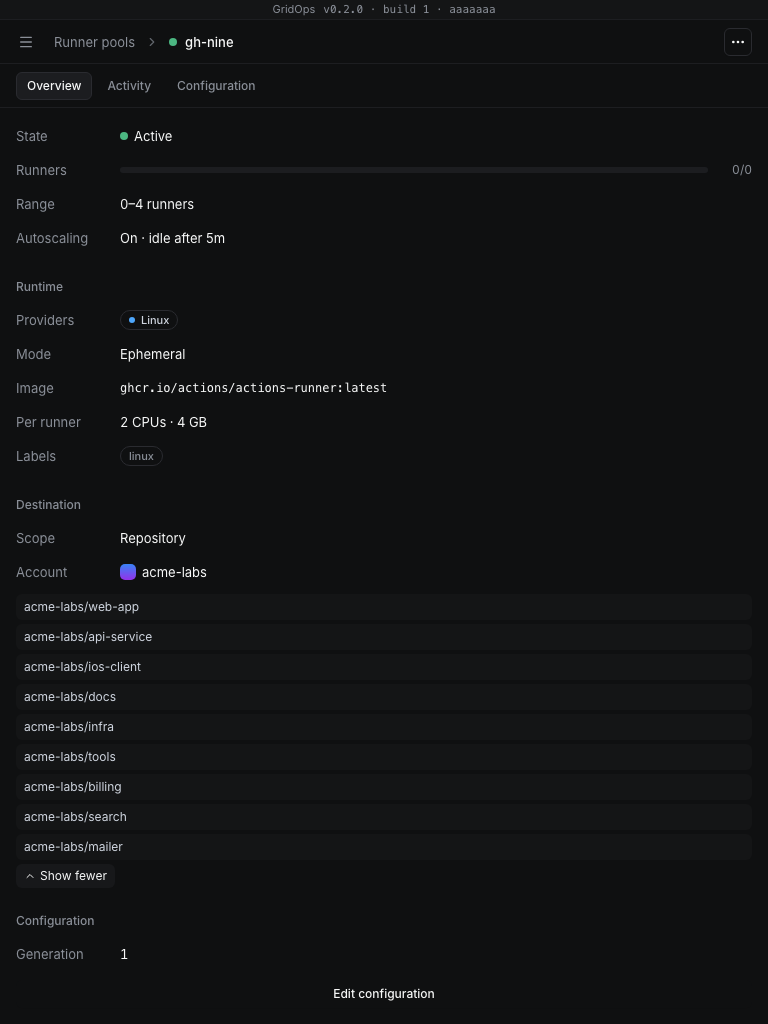 GridOps v0.2.0 · build 1 · aaaaaaa
Runner pools gh-nine
Overview Activity Configuration
State Active
Runners 0/0
Range 0–4 runners
Autoscaling On · idle after 5m
Runtime
Providers Linux
Mode Ephemeral
Image ghcr.io/actions/actions-runner:latest
Per runner 2 CPUs · 4 GB
Labels linux
Destination
Scope Repository
Account acme-labs
acme-labs/web-app
acme-labs/api-service
acme-labs/ios-client
acme-labs/docs
acme-labs/infra
acme-labs/tools
acme-labs/billing
acme-labs/search
acme-labs/mailer
Show fewer
Configuration
Generation 1
Edit configuration